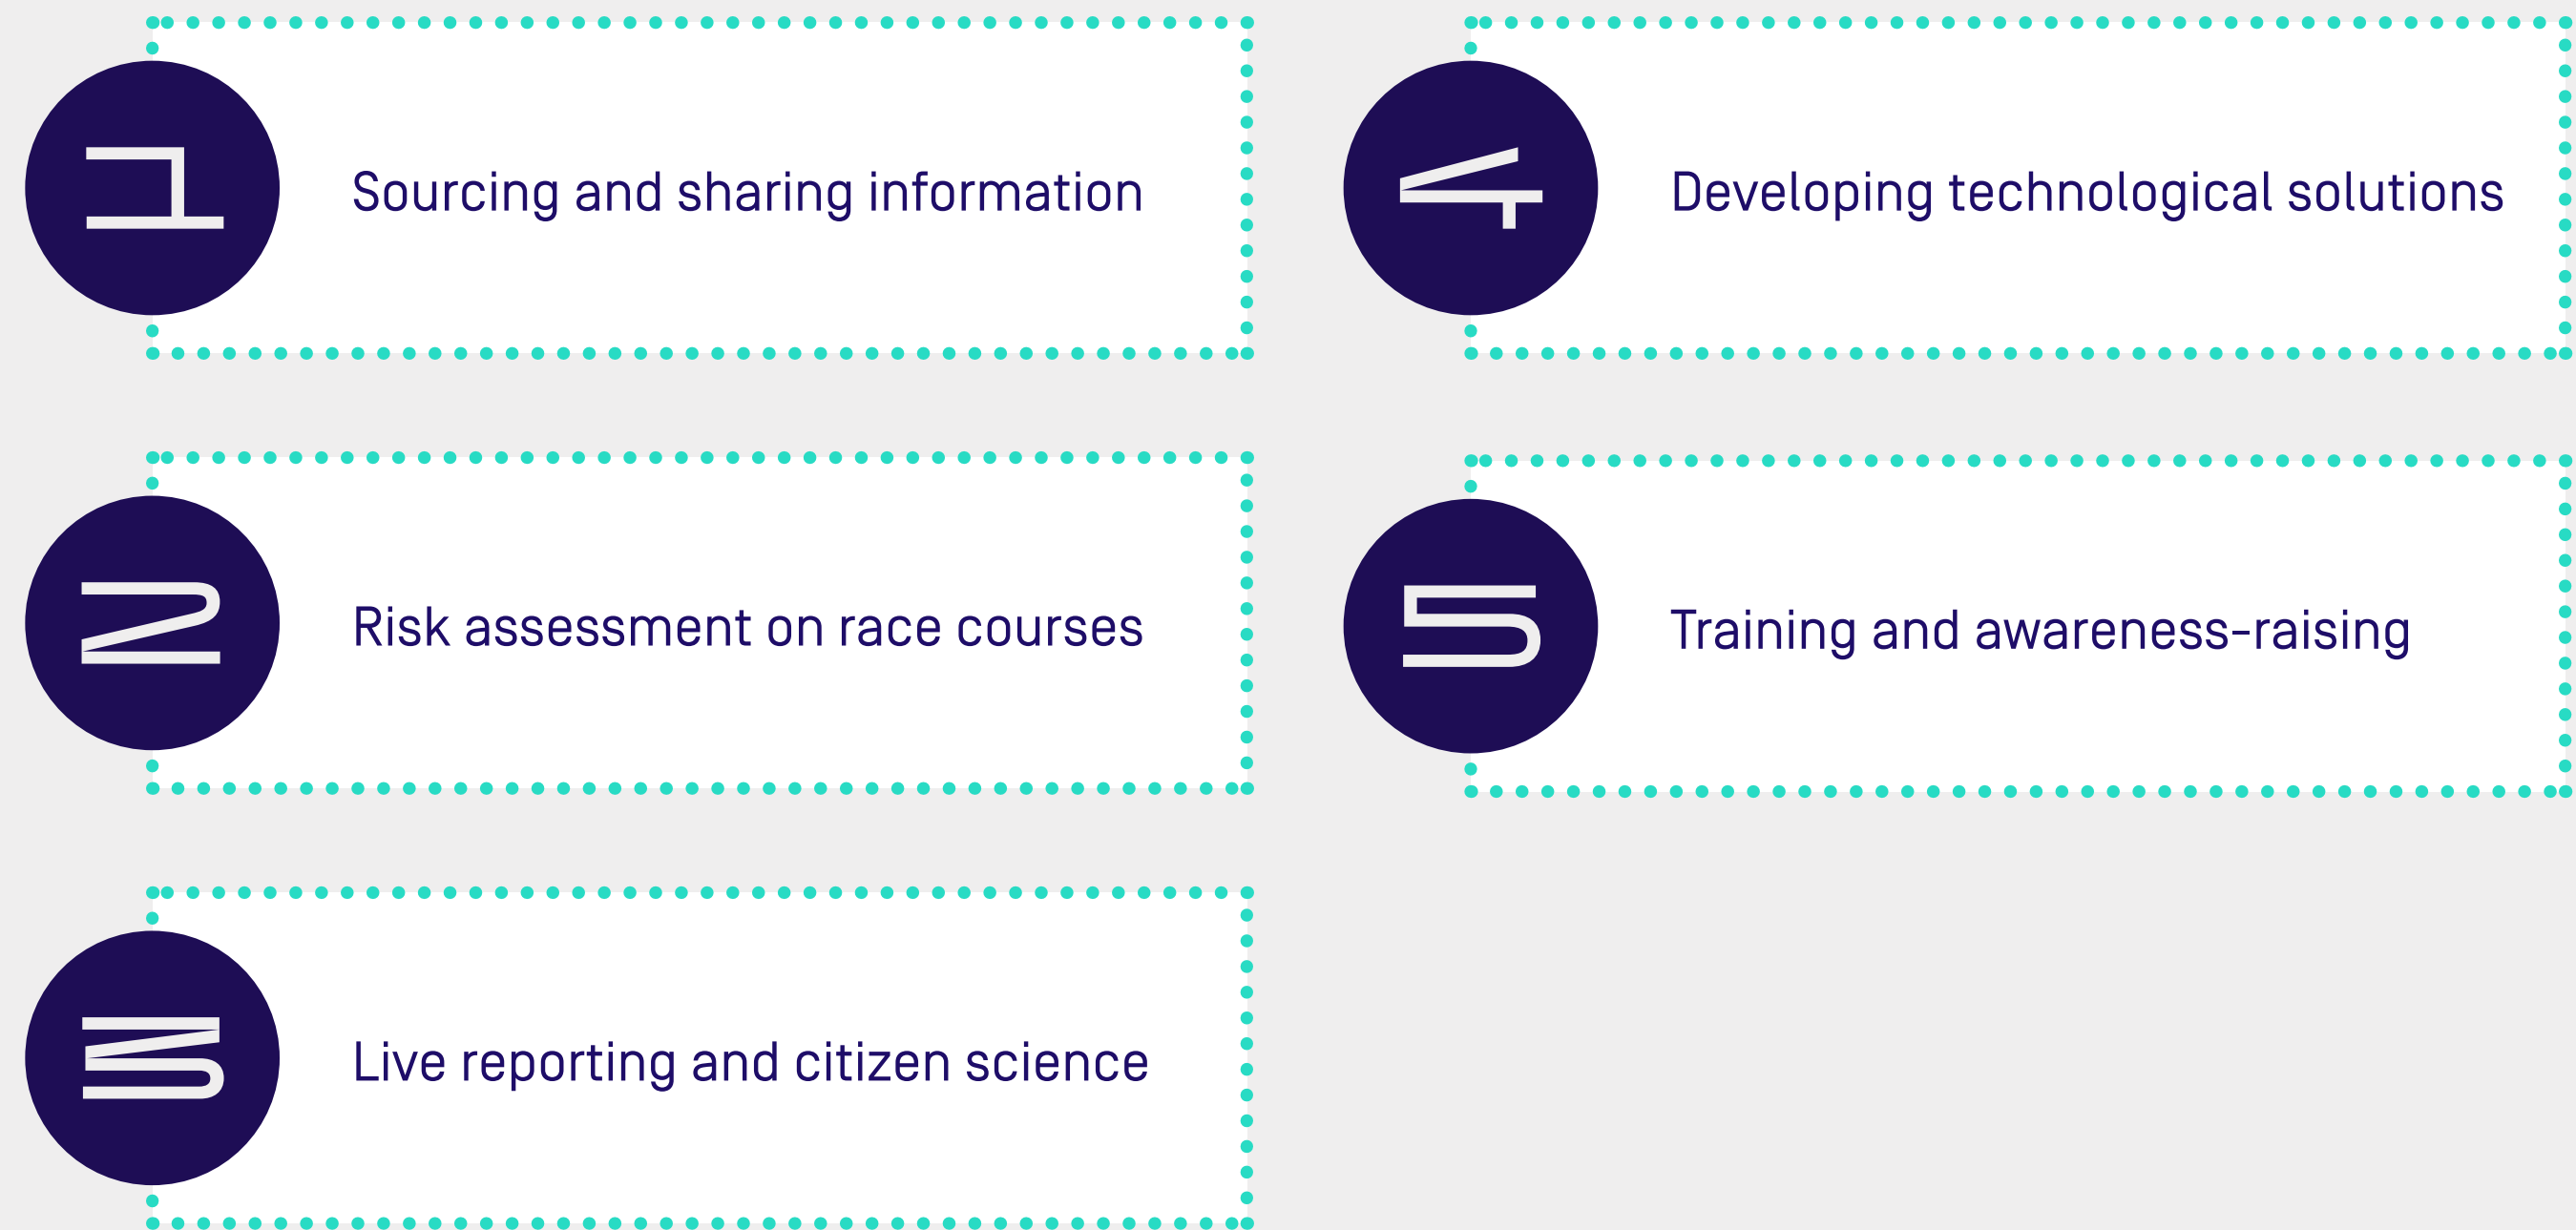 1
Sourcing and sharing information
2
Risk assessment on race courses
3
Live reporting and citizen science
4
Developing technological solutions
5
Training and awareness-raising